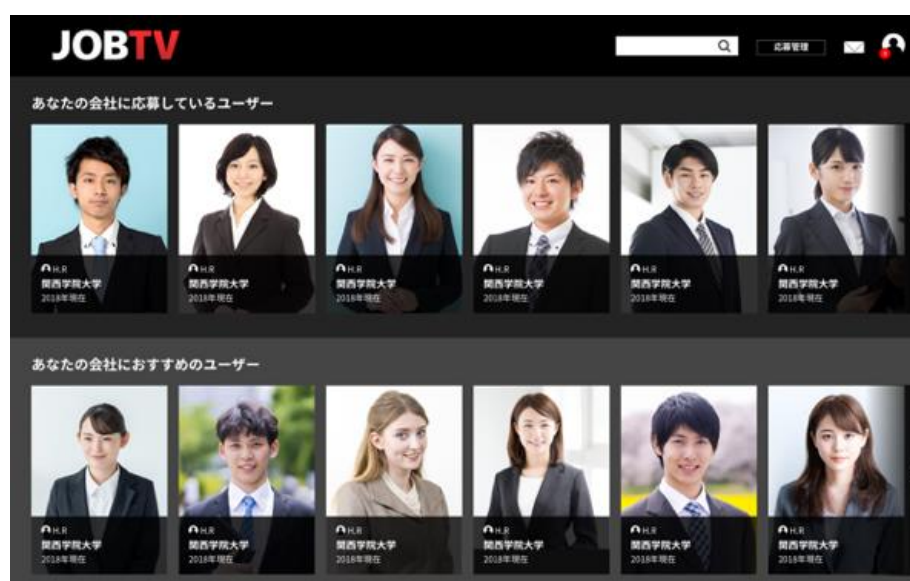 JOBTV
応募管理
あなたの会社に応募しているユーザー
H.R
関西学院大学
2018年現在
H.R
関西学院大学
2018年現在
H.R
関西学院大学
2018年現在
H.R
関西学院大学
2018年現在
H.R
関西学院大学
2018年現在
H.R
関西学院大学
2018年現在
あなたの会社におすすめのユーザー
H.R
関西学院大学
2018年現在
H.R
関西学院大学
2018年現在
H.R
関西学院大学
2018年現在
H.R
関西学院大学
2018年現在
H.R
関西学院大学
2018年現在
H.R
関西学院大学
2018年現在